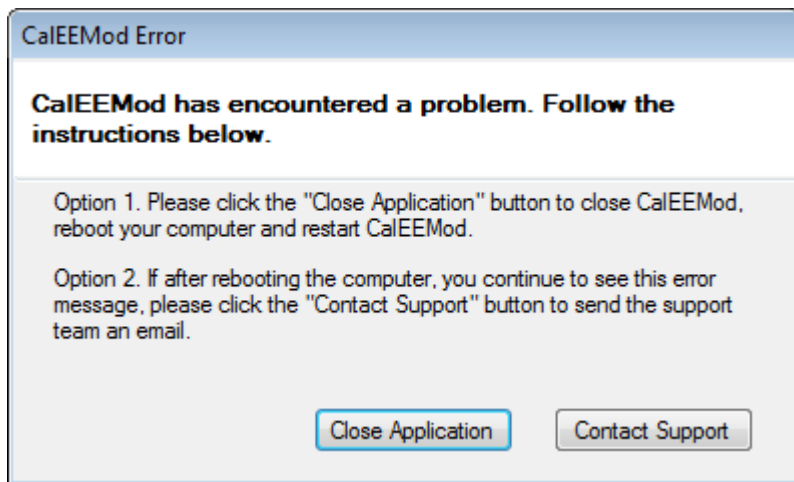 CalEEMod Error
CalEEMod has encountered a problem. Follow the
instructions below.
Option 1. Please click the "Close Application" button to close CalEEMod,
reboot your computer and restart CalEEMod.
Option 2. If after rebooting the computer, you continue to see this error
message, please click the "Contact Support" button to send the support
team an email.
Close Application
Contact Support